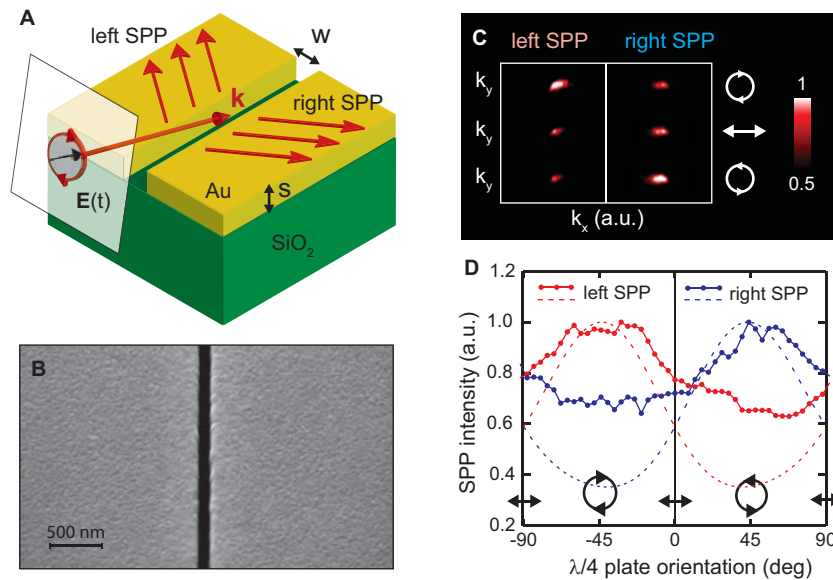 A
left SPP
w
k
right SPP
E(t)
Au
s
SiO2
B
500 nm
C
left SPP right SPP
ky
ky
ky
kx (a.u.)
1
0.5
D
1.2
1.0
0.8
0.6
0.4
0.2
SPP intensity (a.u.)
left SPP
right SPP
-90 -45 0 45 90
λ/4 plate orientation (deg)